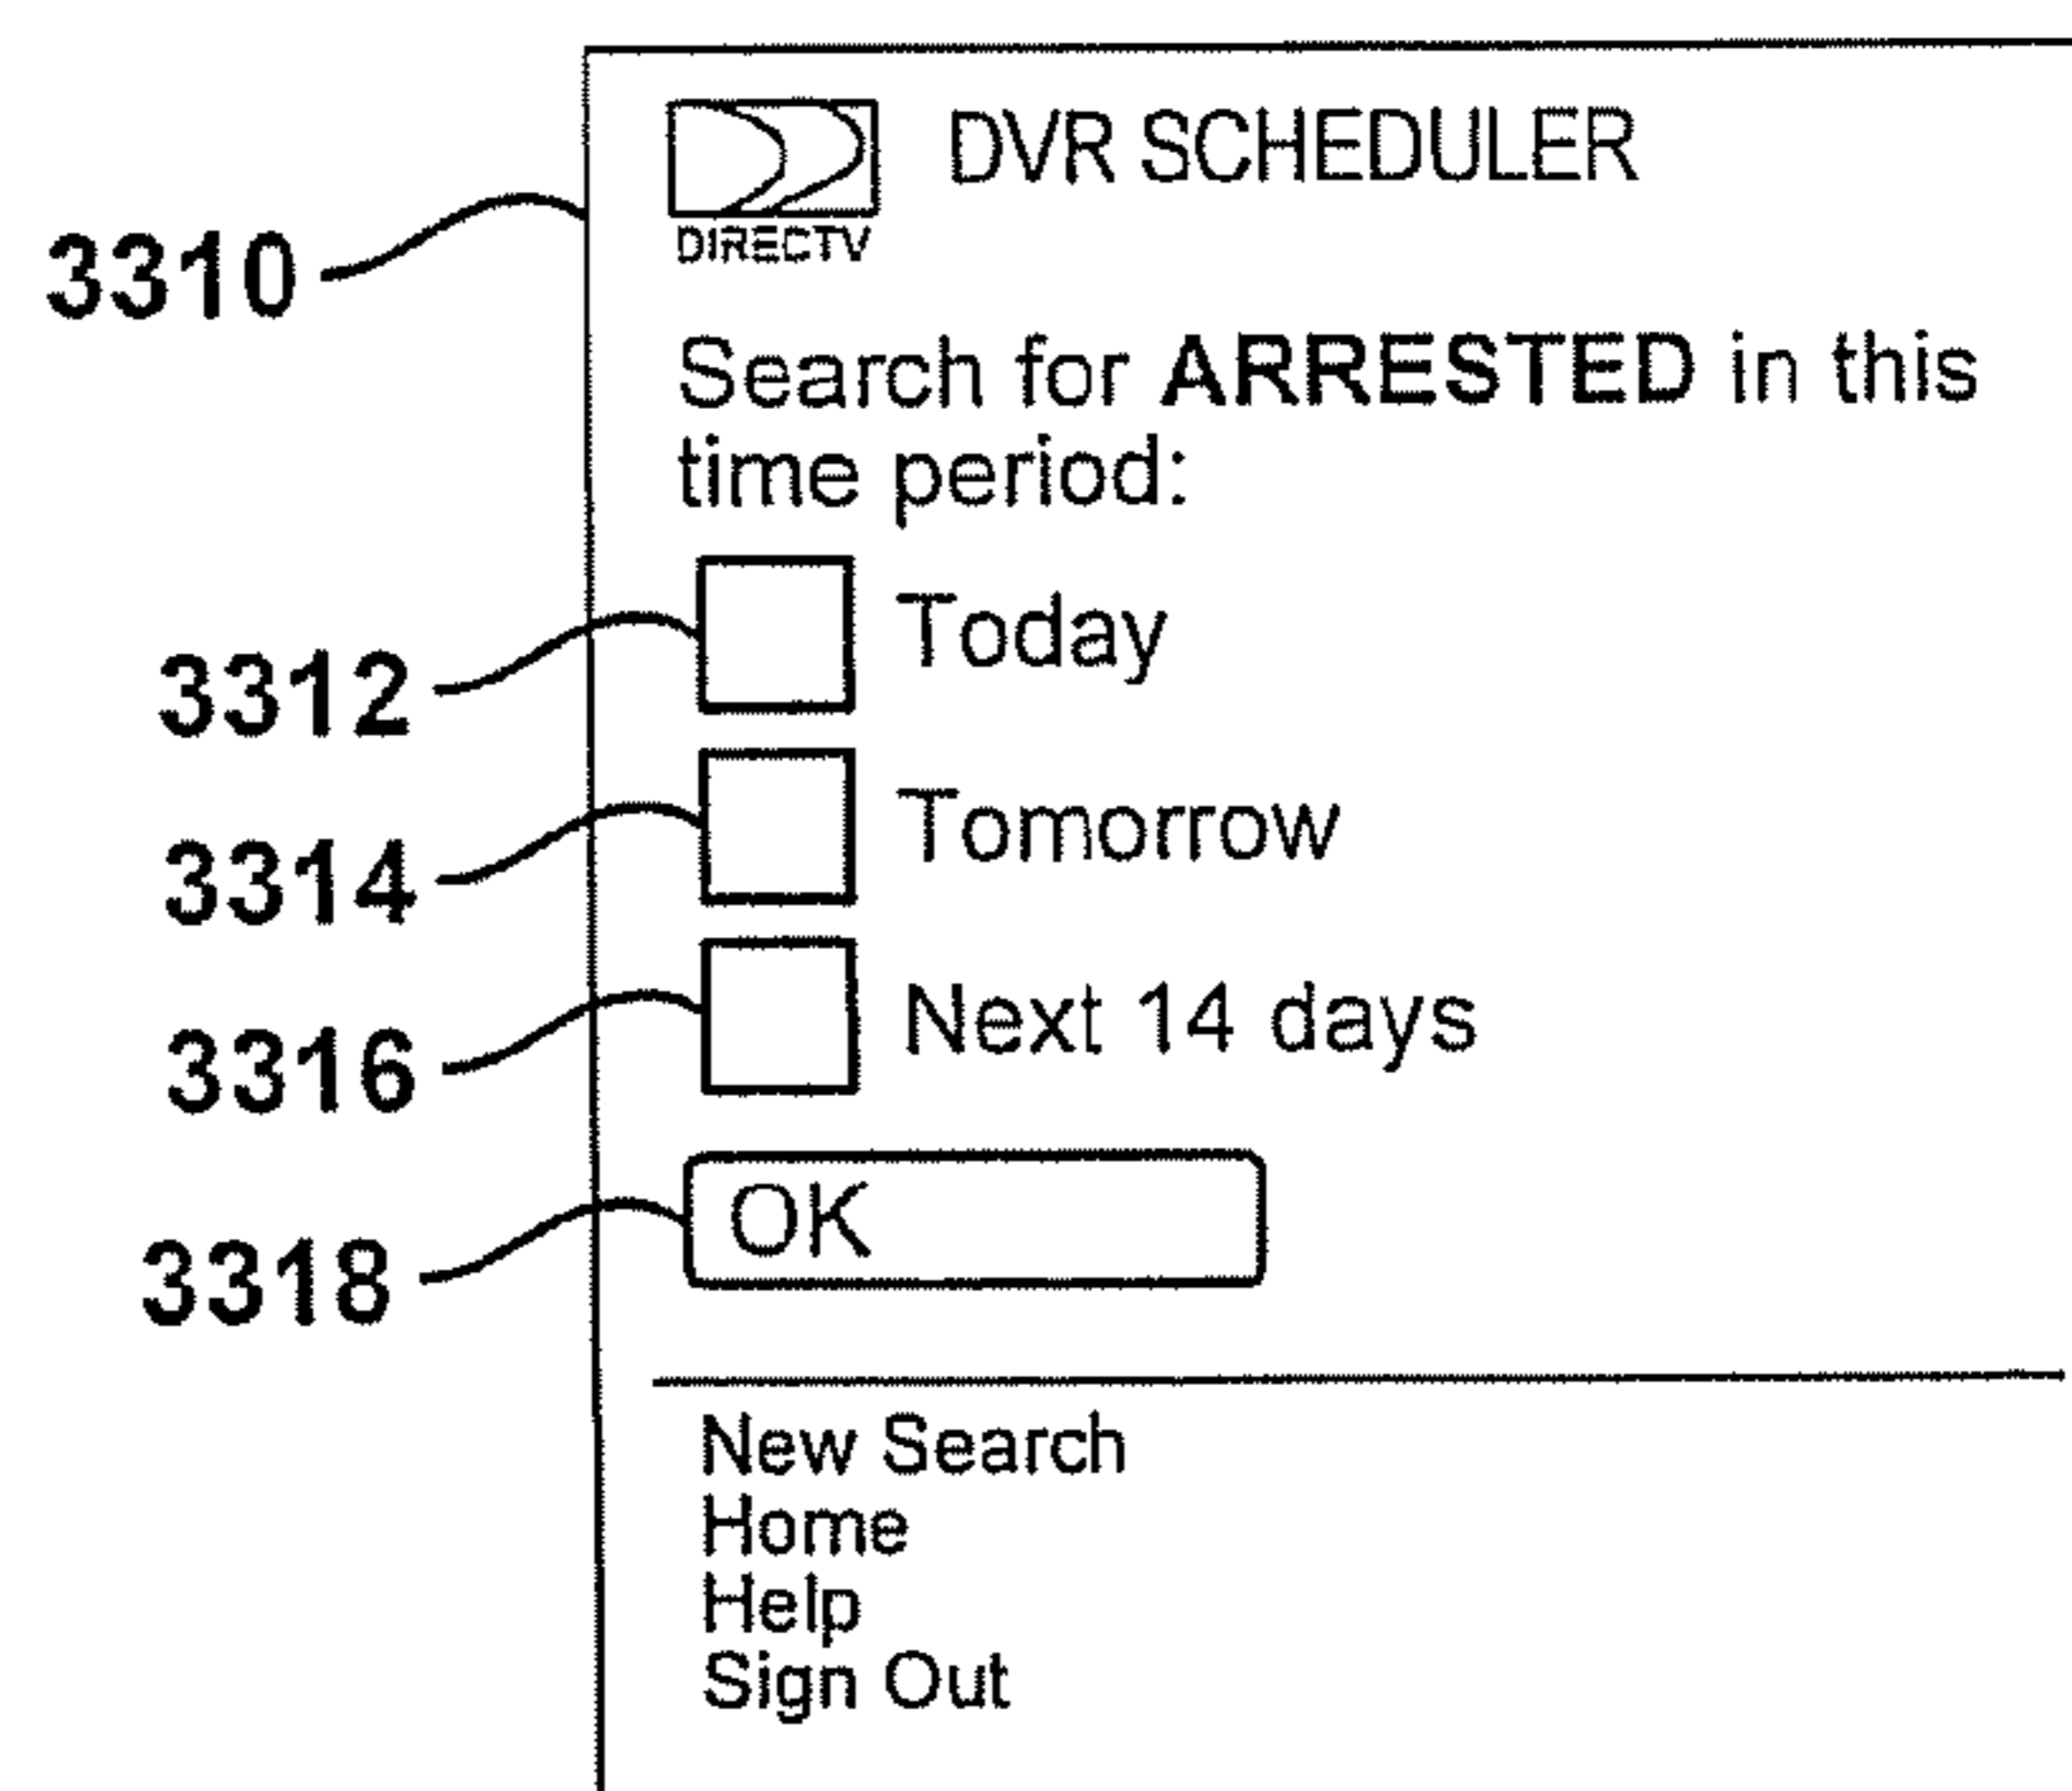 DVR SCHEDULER
DIRECTV
3310
Search for ARRESTED in this
time period:
3312 Today
3314 Tomorrow
3316 Next 14 days
3318 OK
New Search
Home
Help
Sign Out